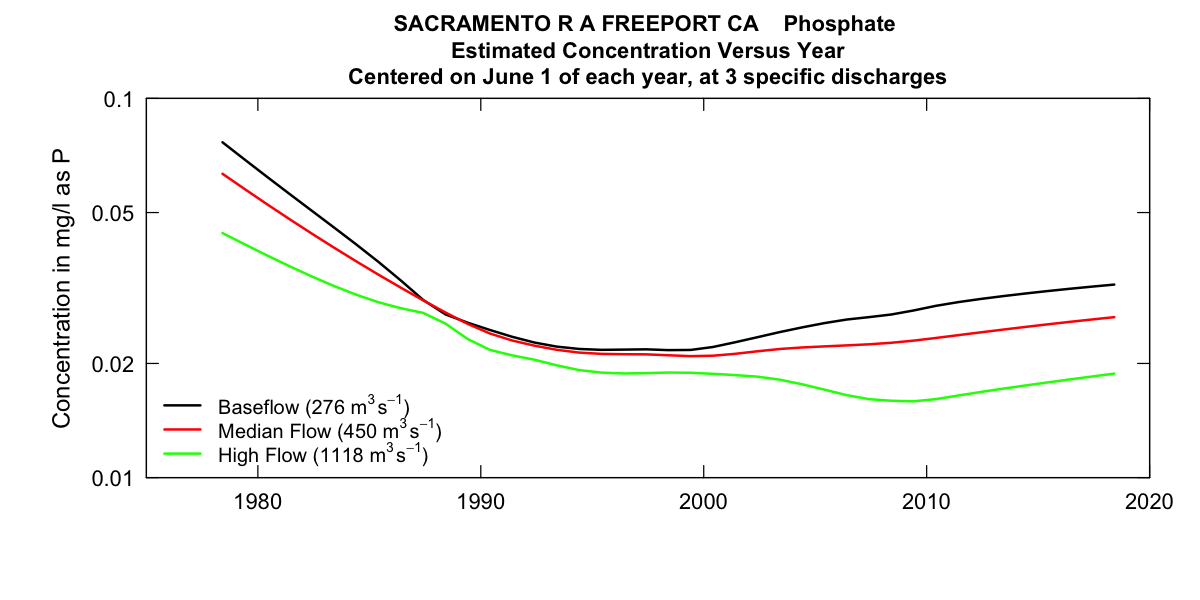 SACRAMENTO R A FREEPORT CA Phosphate
Estimated Concentration Versus Year
Centered on June 1 of each year, at 3 specific discharges
Concentration in mg/l as P
0.1
0.05
0.02
0.01
Baseflow (276 m³s⁻¹)
Median Flow (450 m³s⁻¹)
High Flow (1118 m³s⁻¹)
1980 1990 2000 2010 2020